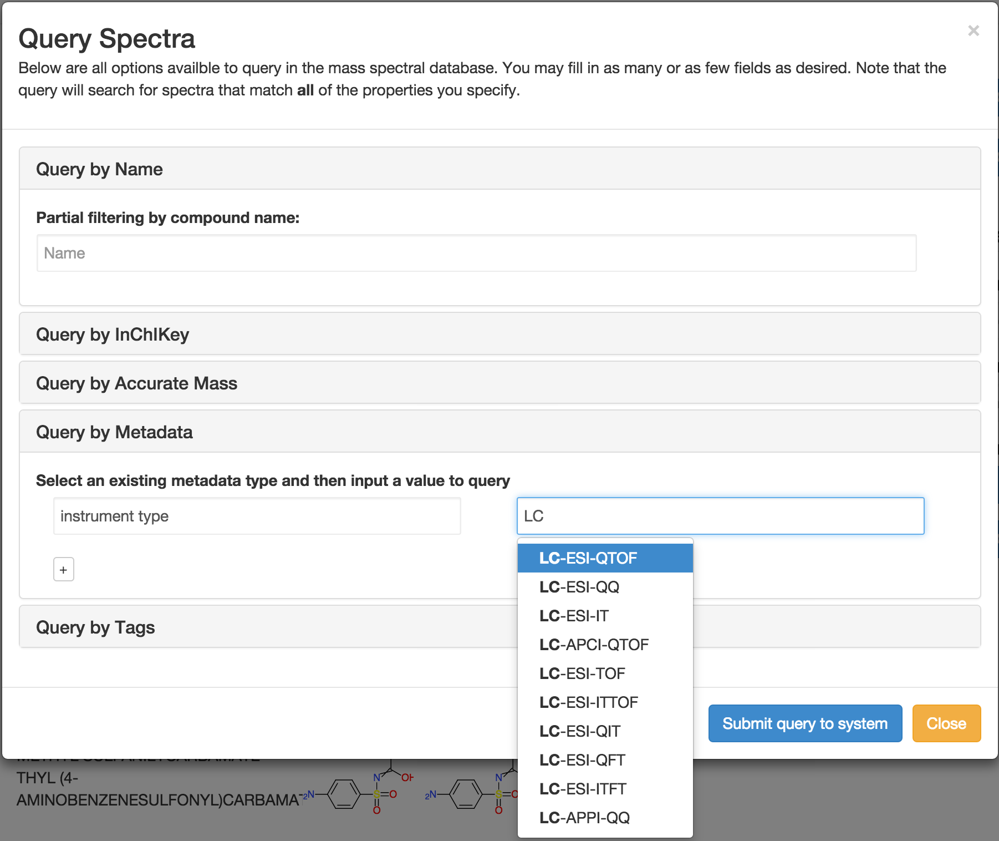 Query Spectra
×
Below are all options availble to query in the mass spectral database. You may fill in as many or as few fields as desired. Note that the
query will search for spectra that match all of the properties you specify.
Query by Name
Partial filtering by compound name:
Name
Query by InChIKey
Query by Accurate Mass
Query by Metadata
Select an existing metadata type and then input a value to query
instrument type
LC
+
LC-ESI-QTOF
LC-ESI-QQ
LC-ESI-IT
LC-APCI-QTOF
LC-ESI-TOF
LC-ESI-ITTOF
LC-ESI-QIT
LC-ESI-QFT
LC-ESI-ITFT
LC-APPI-QQ
Query by Tags
Submit query to system
Close
THYL (4-
AMINOBENZENESULFONYL)CARBAMA
N OH
2N S O
O
N
2N S O
O